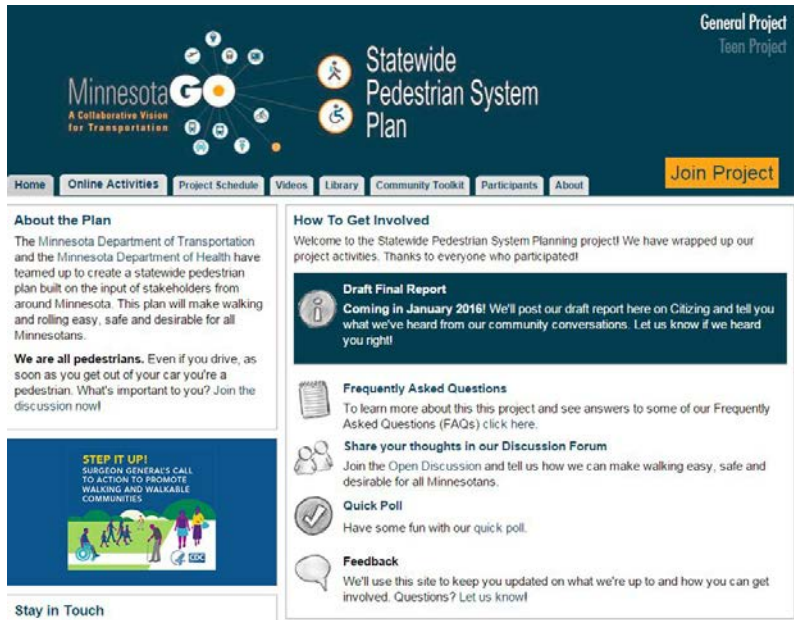 General Project
Teen Project
MinnesotaGO
A Collaborative Vision
for Transportation
Statewide
Pedestrian System
Plan
Join Project
Home
Online Activities
Project Schedule
Videos
Library
Community Toolkit
Participants
About
About the Plan
The Minnesota Department of Transportation
and the Minnesota Department of Health have
teamed up to create a statewide pedestrian
plan built on the input of stakeholders from
around Minnesota. This plan will make walking
and rolling easy, safe and desirable for all
Minnesotans.
We are all pedestrians. Even if you drive, as
soon as you get out of your car you're a
pedestrian. What's important to you? Join the
discussion now!
STEP IT UP!
SURGEON GENERAL'S CALL
TO ACTION TO PROMOTE
WALKING AND WALKABLE
COMMUNITIES
CDC
Stay in Touch
How To Get Involved
Welcome to the Statewide Pedestrian System Planning project! We have wrapped up our
project activities. Thanks to everyone who participated!
Draft Final Report
Coming in January 2016! We'll post our draft report here on Citizing and tell you
what we've heard from our community conversations. Let us know if we heard
you right!
Frequently Asked Questions
To learn more about this this project and see answers to some of our Frequently
Asked Questions (FAQs) click here.
Share your thoughts in our Discussion Forum
Join the Open Discussion and tell us how we can make walking easy, safe and
desirable for all Minnesotans.
Quick Poll
Have some fun with our quick poll.
Feedback
We'll use this site to keep you updated on what we're up to and how you can get
involved. Questions? Let us know!